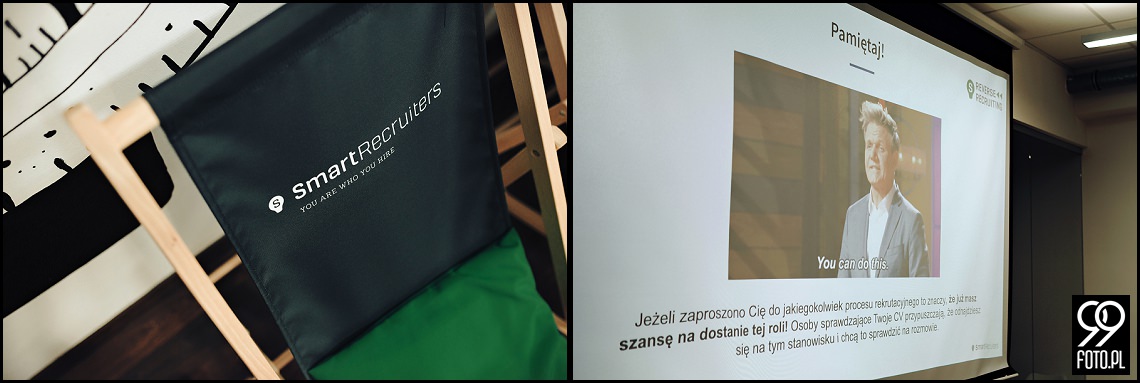 smartRecruiters
YOU ARE WHO YOU HIRE
Pamiętaj!
REVERSE
RECRUITING
You can do this.
Jeżeli zaproszono Cię do jakiegokolwiek procesu rekrutacyjnego to znaczy, że już masz
szansę na dostanie tej roli! Osoby sprawdzające Twoje CV przypuszczają, że odnajdziesz
się na tym stanowisku i chcą to sprawdzić na rozmowie.
99
FOTO.PL